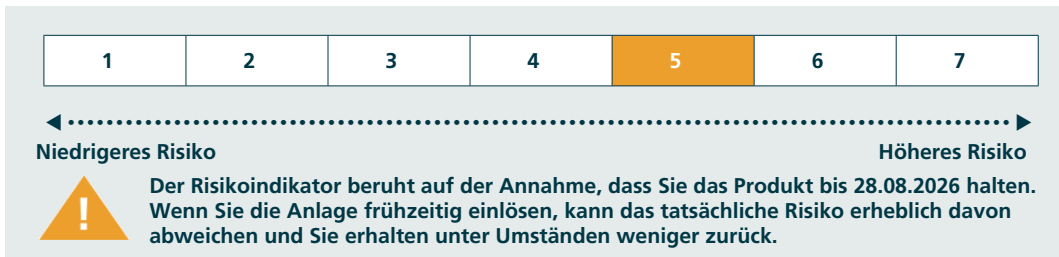 1 2 3 4 5 6 7
Niedrigeres Risiko Höheres Risiko
Der Risikoindikator beruht auf der Annahme, dass Sie das Produkt bis 28.08.2026 halten.
Wenn Sie die Anlage frühzeitig einlösen, kann das tatsächliche Risiko erheblich davon
abweichen und Sie erhalten unter Umständen weniger zurück.
!